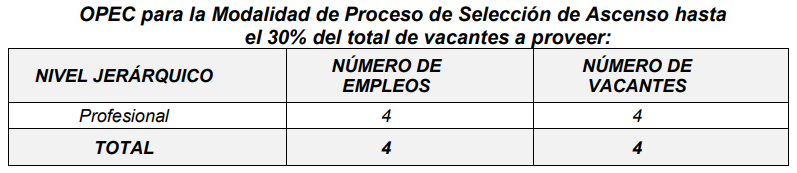 OPEC para la Modalidad de Proceso de Selección de Ascenso hasta
el 30% del total de vacantes a proveer:
NIVEL JERÁRQUICO
NÚMERO DE
EMPLEOS
NÚMERO DE
VACANTES
Profesional 4 4
TOTAL 4 4